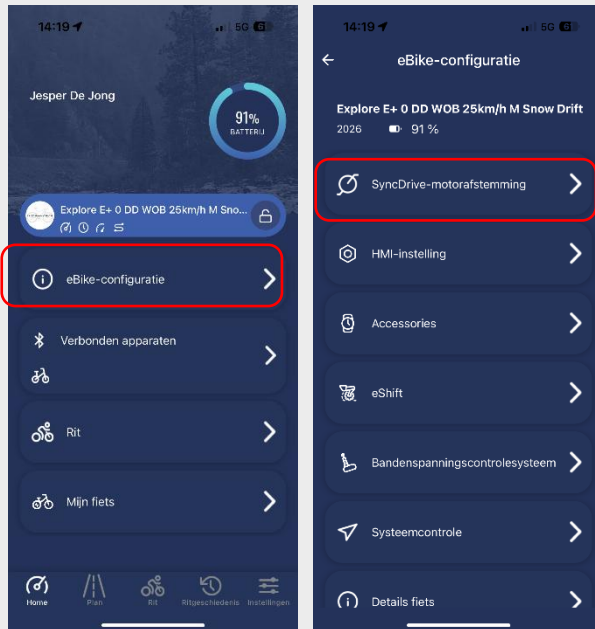 14:19
5G 6
Jesper De Jong
91%
BATTERIJ
Explore E+ 0 DD WOB 25km/h M Sno...
eBike-configuratie
Verbonden apparaten
Rit
Mijn fiets
Home
Plan
Rit
Ritgeschiedenis
Instellingen
14:19
5G 6
eBike-configuratie
Explore E+ 0 DD WOB 25km/h M Snow Drift
2026 91 %
SyncDrive-motorafstemming
HMI-instelling
Accessories
eShift
Bandenspanningscontrolesysteem
Systeemcontrole
Details fiets